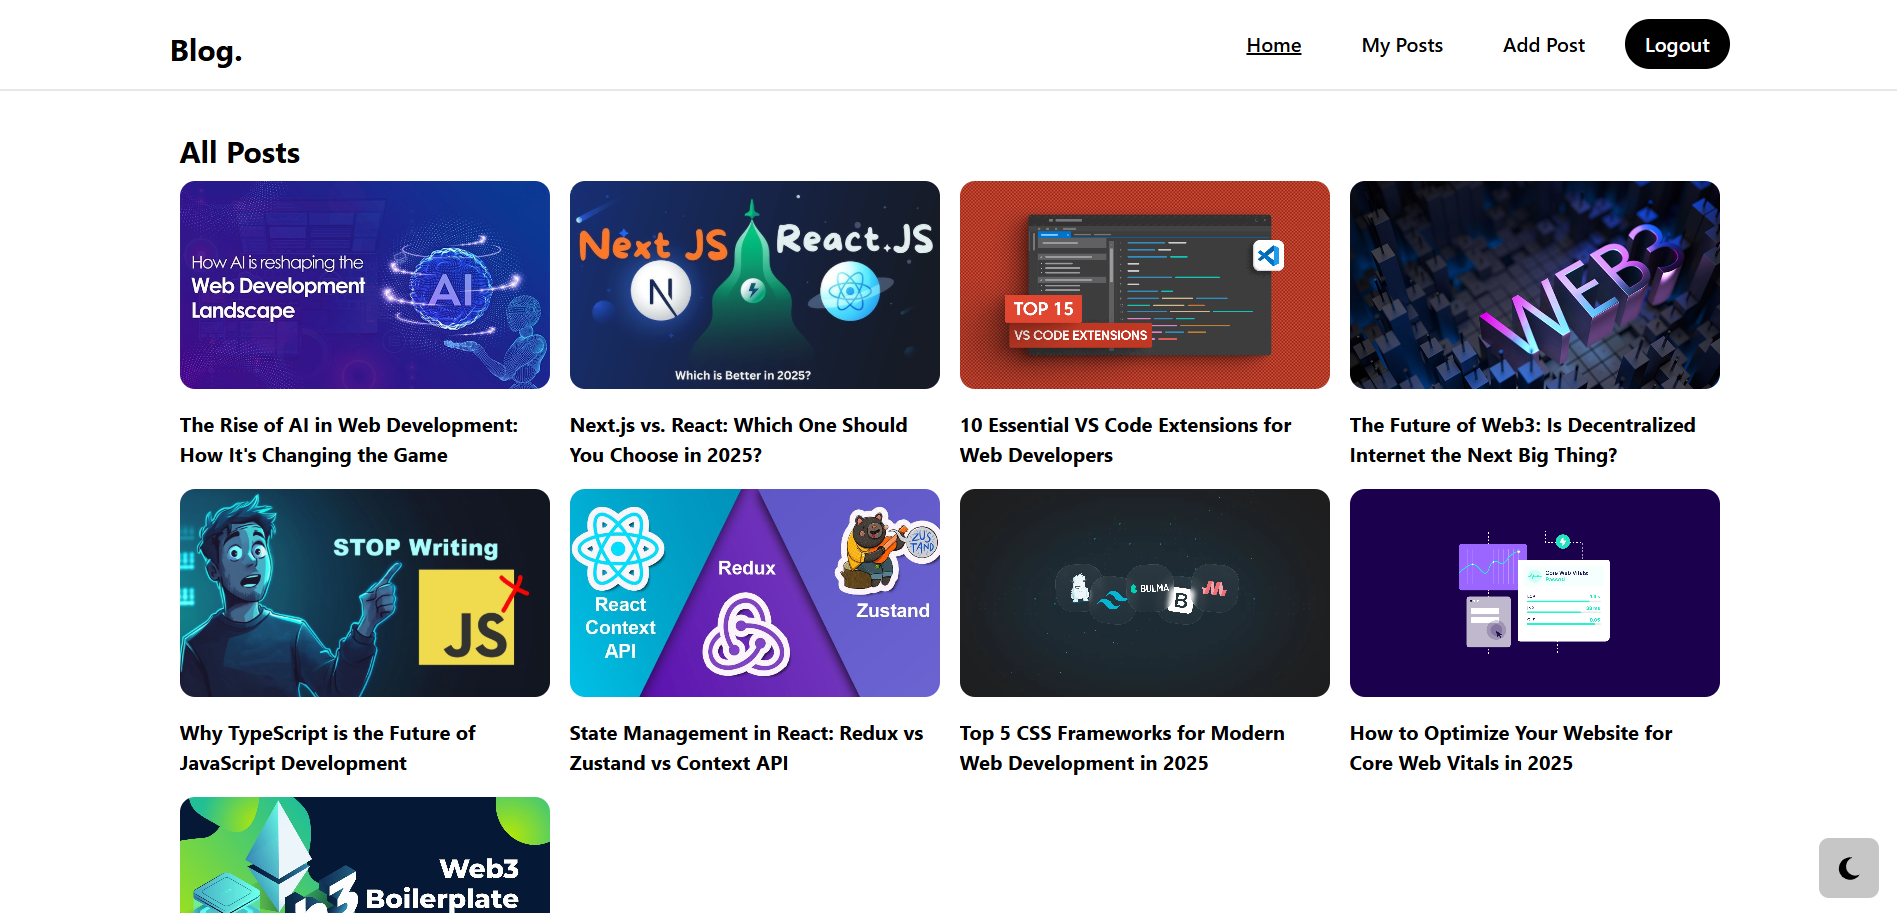 Blog.
Home
My Posts
Add Post
Logout
All Posts
How AI is reshaping the
Web Development
Landscape
AI
Next JS
React.JS
N
Which is Better in 2025?
TOP 15
VS CODE EXTENSIONS
WEB3
The Rise of AI in Web Development:
How It's Changing the Game
Next.js vs. React: Which One Should
You Choose in 2025?
10 Essential VS Code Extensions for
Web Developers
The Future of Web3: Is Decentralized
Internet the Next Big Thing?
STOP Writing
JS
React
Context
API
Redux
ZUS
TAND
Zustand
BULMA
B
Core Web Vitals:
Passed
Why TypeScript is the Future of
JavaScript Development
State Management in React: Redux vs
Zustand vs Context API
Top 5 CSS Frameworks for Modern
Web Development in 2025
How to Optimize Your Website for
Core Web Vitals in 2025
Web3
Boilerplate